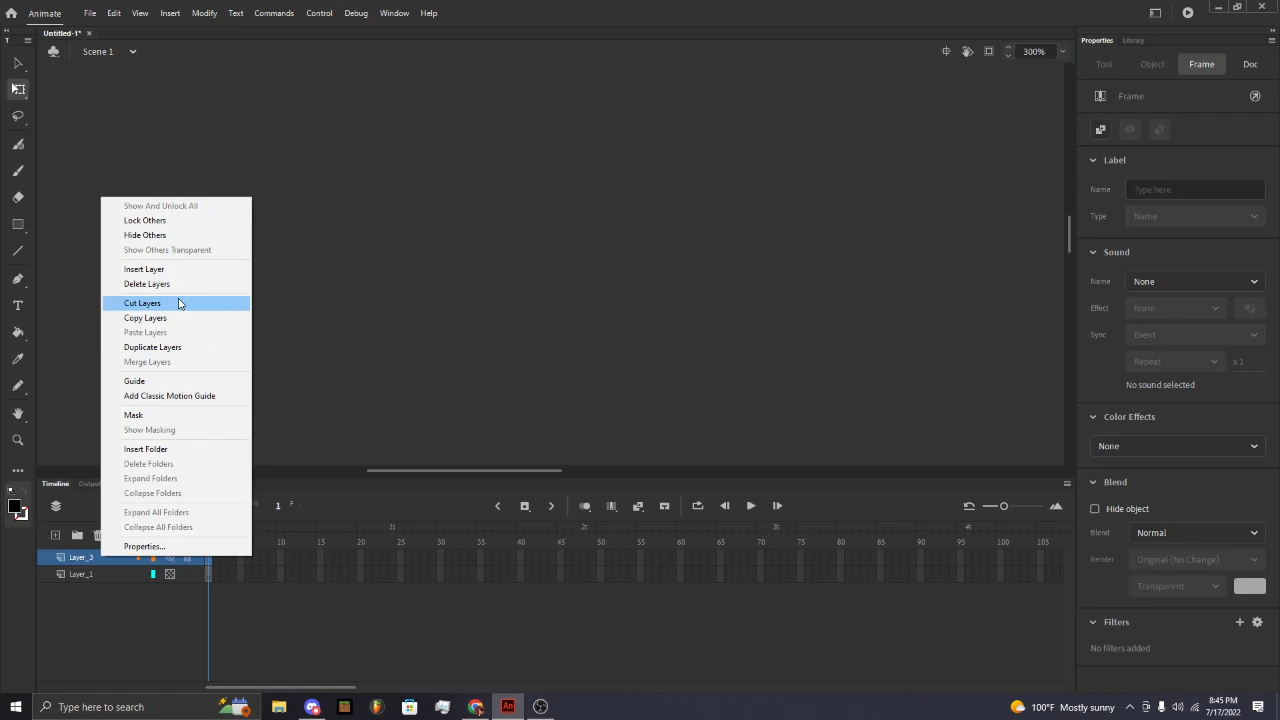 Animate File Edit View Insert Modify Text Commands Control Debug Window Help
Untitled-1*
Scene 1
300%
Properties Library
Tool Object Frame Doc
Frame
Label
Name Type here
Type Name
Sound
Name None
Effect None
Sync Event
Repeat x 1
No sound selected
Color Effects
None
Blend
Hide object
Blend Normal
Render Original (No Change)
Transparent
Filters
No filters added
Show And Unlock All
Lock Others
Hide Others
Show Others Transparent
Insert Layer
Delete Layers
Cut Layers
Copy Layers
Paste Layers
Duplicate Layers
Merge Layers
Guide
Add Classic Motion Guide
Mask
Show Masking
Insert Folder
Delete Folders
Expand Folders
Collapse Folders
Expand All Folders
Collapse All Folders
Properties...
Timeline Outpu
1 F
1s 2s 3s 4s
10 15 20 25 30 35 40 45 50 55 60 65 70 75 80 85 90 95 100 105
Layer_3
Layer_1
Type here to search
An
100°F Mostly sunny
8:45 PM
7/17/2022